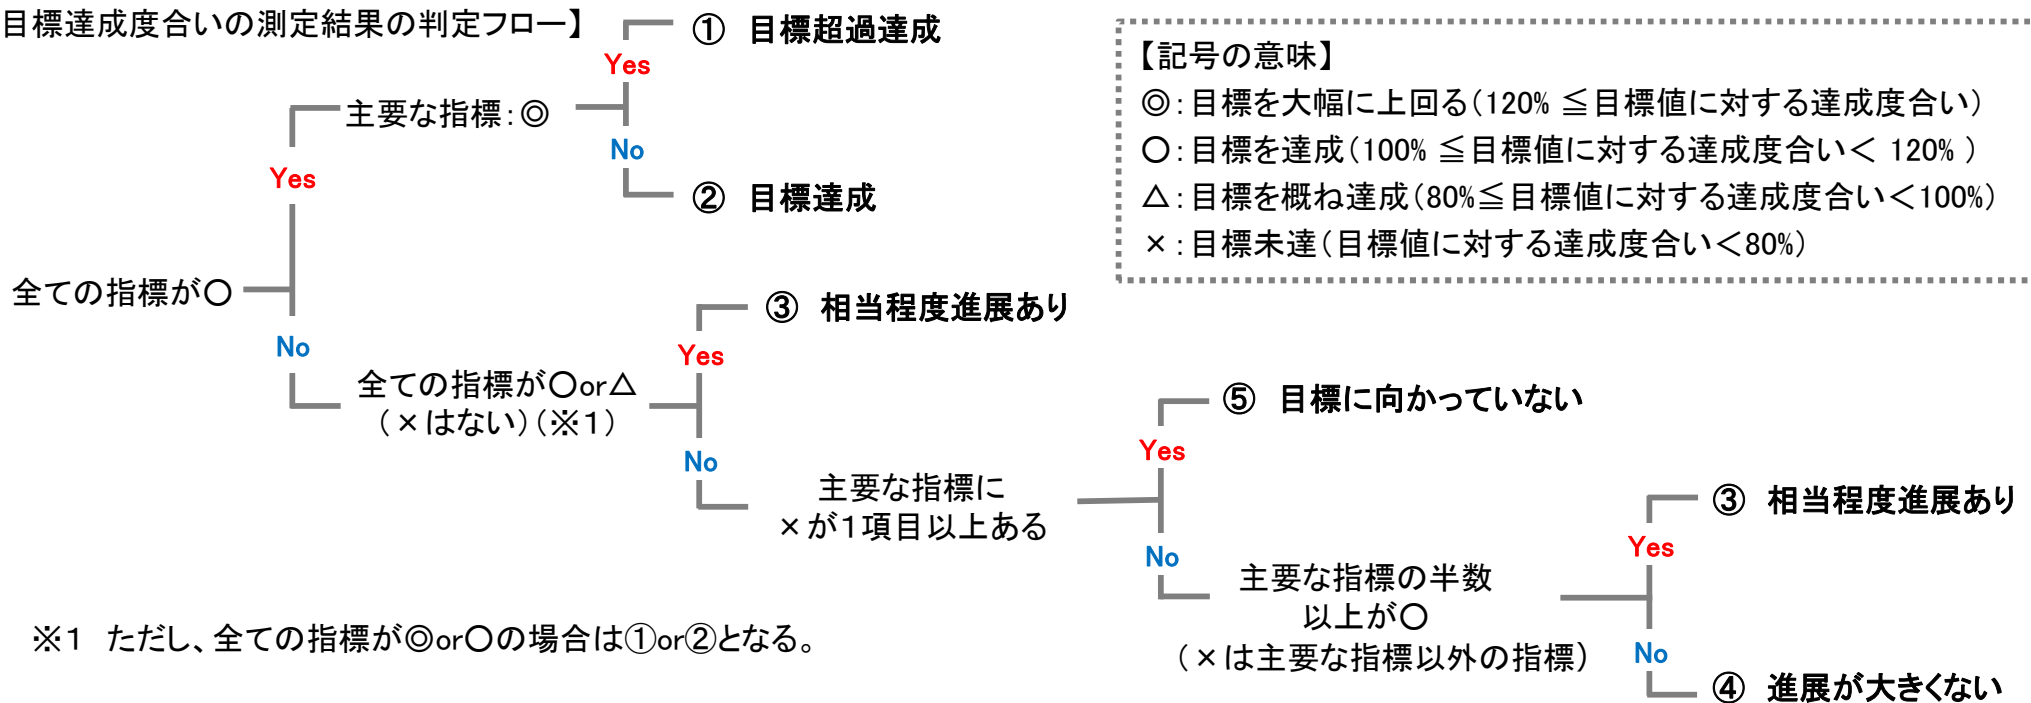 目標達成度合いの測定結果の判定フロー】
① 目標超過達成
Yes
主要な指標：◎
No
Yes
② 目標達成
全ての指標が〇
No
③ 相当程度進展あり
Yes
全ての指標が〇or△
（×はない）（※１）
No
⑤ 目標に向かっていない
Yes
主要な指標に
×が１項目以上ある
No
③ 相当程度進展あり
Yes
主要な指標の半数
以上が〇
（×は主要な指標以外の指標）
No
④ 進展が大きくない
【記号の意味】
◎：目標を大幅に上回る（120% ≦目標値に対する達成度合い）
〇：目標を達成（100% ≦目標値に対する達成度合い＜ 120% ）
△：目標を概ね達成（80%≦目標値に対する達成度合い＜100%）
×：目標未達（目標値に対する達成度合い＜80%）
※１ ただし、全ての指標が◎or〇の場合は①or②となる。